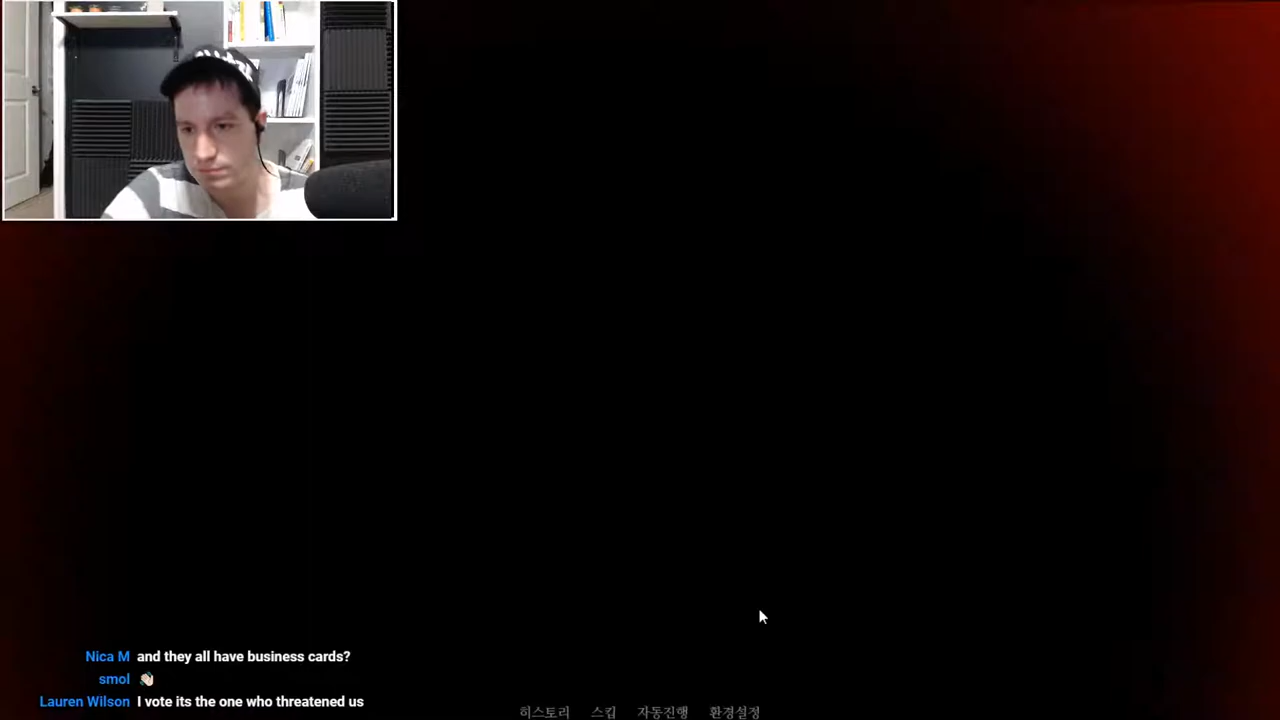 Nica M and they all have business cards?
smol 👋🏻
Lauren Wilson I vote its the one who threatened us
히스토리 스킵 자동진행 환경설정